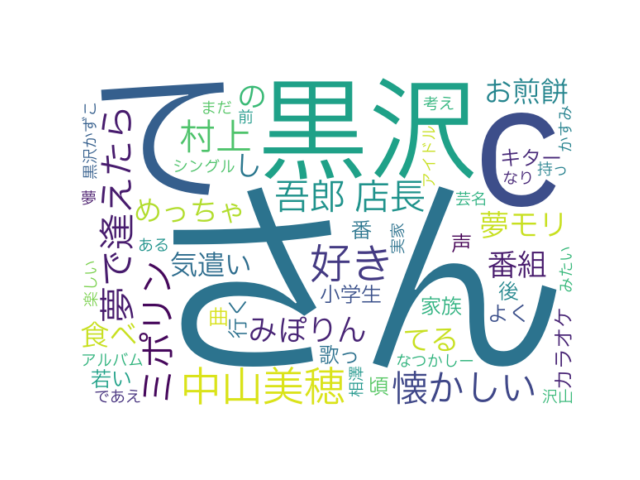 て
黒沢
C
さん
お煎餅
考え
かすみ
黒沢かずこ
まだ
の
前
村上
シングル
し
アイドル
キター
なり
持っ
夢で逢えたら
夢
吾郎 店長
めっちゃ
芸名
夢モリ
ある
気遣い
番
実家
声
番組
みたい
楽しい
好き
小学生
家族
後
よく
カラオケ
ミポリン
曲
行く
みぽりん
てる
食べ
アルバム
歌っ
なつかしー
若い
中山美穂
相澤
頃
懐かしい
であえ
沢山